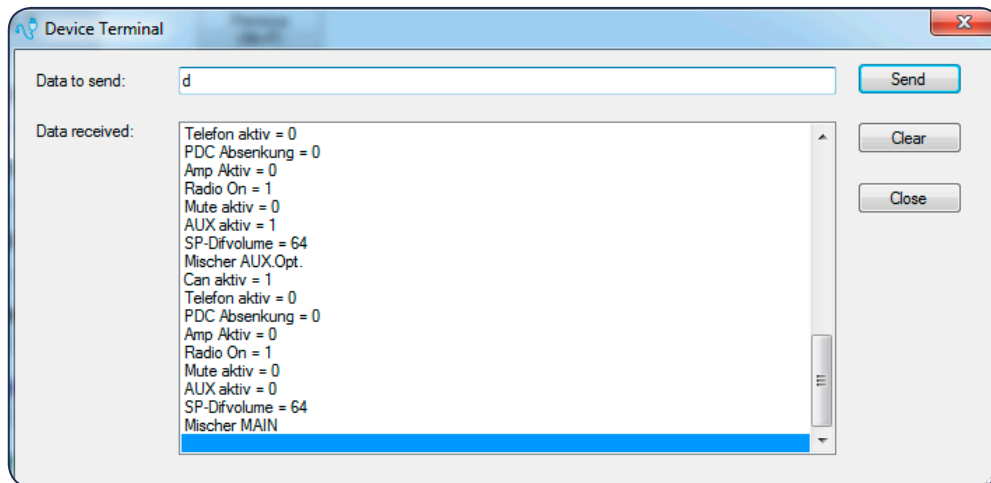 Device Terminal
Data to send:
d
Send
Data received:
Telefon aktiv = 0
PDC Absenkung = 0
Amp Aktiv = 0
Radio On = 1
Mute aktiv = 0
AUX aktiv = 1
SP-Difvolume = 64
Mischer AUX.Opt.
Can aktiv = 1
Telefon aktiv = 0
PDC Absenkung = 0
Amp Aktiv = 0
Radio On = 1
Mute aktiv = 0
AUX aktiv = 0
SP-Difvolume = 64
Mischer MAIN
Clear
Close